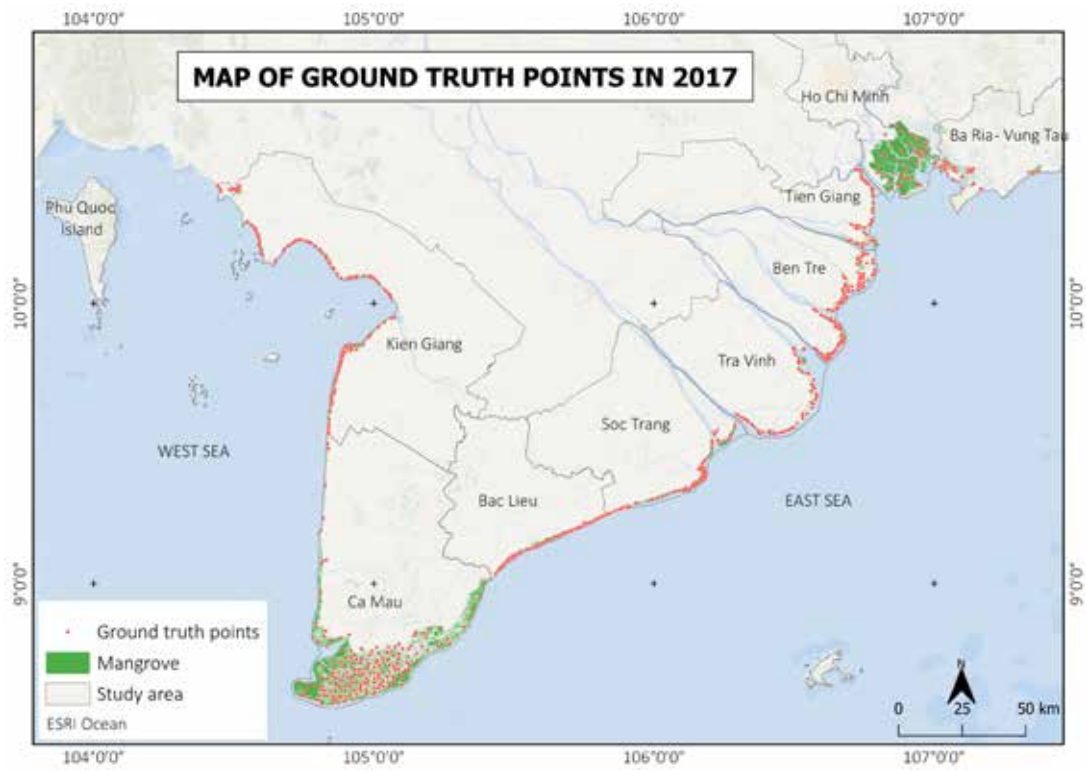 104°0'0" 105°0'0" 106°0'0" 107°0'0"
MAP OF GROUND TRUTH POINTS IN 2017
Ho Chi Minh
Ba Ria- Vung Tau
Phu Quoc
Island
Tien Giang
Ben Tre
10°0'0" 10°0'0"
Kien Giang
Tra Vinh
Soc Trang
WEST SEA
Bac Lieu
EAST SEA
9°0'0" 9°0'0"
Ca Mau
Ground truth points
Mangrove
Study area
ESRI Ocean
N
0 25 50 km
104°0'0" 105°0'0" 106°0'0" 107°0'0"